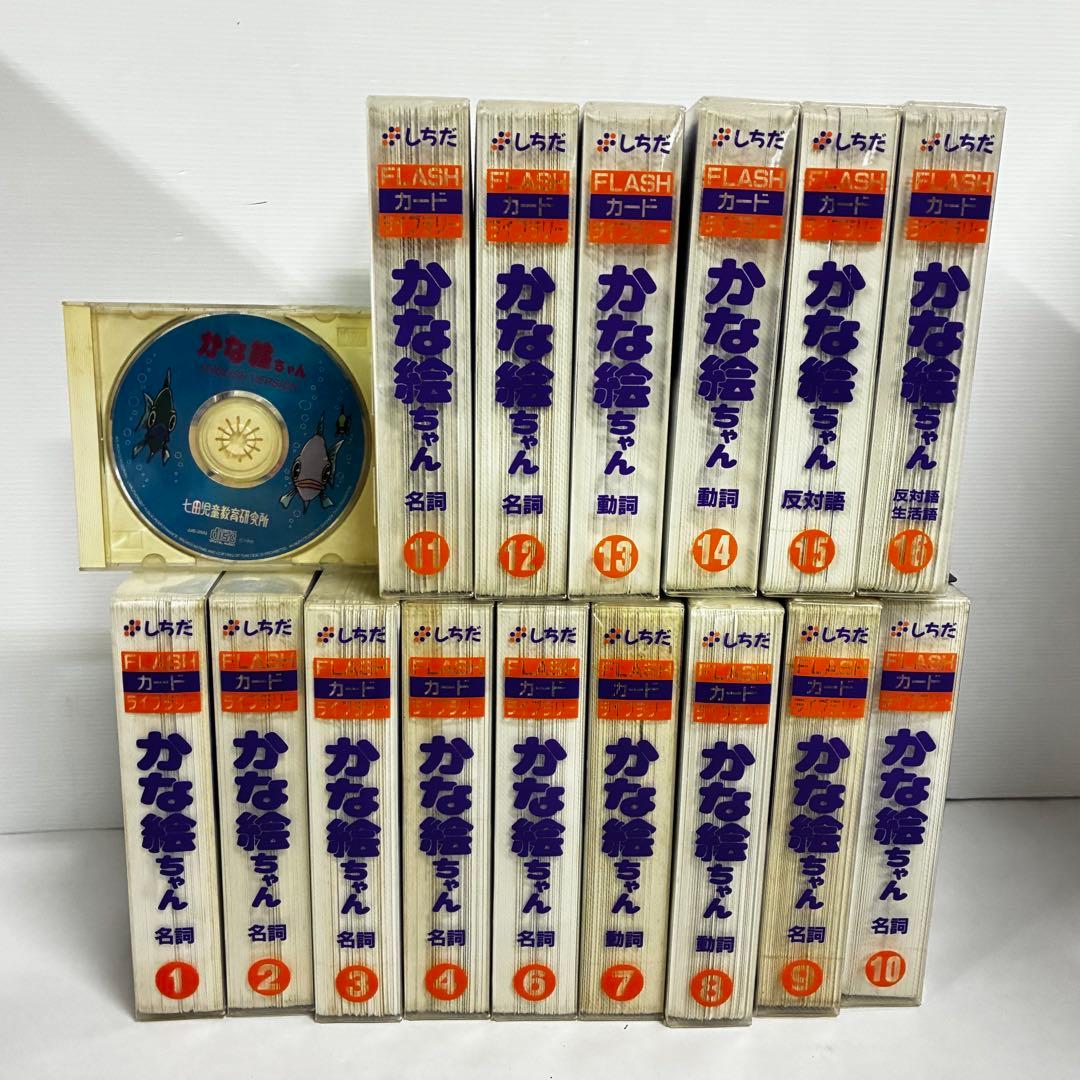 しちだ
FLASH
カード
ライブラリー
かな絵ちゃん
名詞
11
しちだ
FLASH
カード
ライブラリー
かな絵ちゃん
名詞
12
しちだ
FLASH
カード
ライブラリー
かな絵ちゃん
動詞
13
しちだ
FLASH
カード
ライブラリー
かな絵ちゃん
動詞
14
しちだ
FLASH
カード
ライブラリー
かな絵ちゃん
反対語
15
しちだ
FLASH
カード
ライブラリー
かな絵ちゃん
反対語
生活語
16
かな絵ちゃん
ENGLISH VERSION
七田児童教育研究所
しちだ
FLASH
カード
ライブラリー
かな絵ちゃん
名詞
1
しちだ
FLASH
カード
ライブラリー
かな絵ちゃん
名詞
2
しちだ
FLASH
カード
ライブラリー
かな絵ちゃん
名詞
3
しちだ
FLASH
カード
ライブラリー
かな絵ちゃん
名詞
4
しちだ
FLASH
カード
ライブラリー
かな絵ちゃん
名詞
6
しちだ
FLASH
カード
ライブラリー
かな絵ちゃん
動詞
7
しちだ
FLASH
カード
ライブラリー
かな絵ちゃん
動詞
8
しちだ
FLASH
カード
ライブラリー
かな絵ちゃん
名詞
9
しちだ
FLASH
カード
ライブラリー
かな絵ちゃん
名詞
10